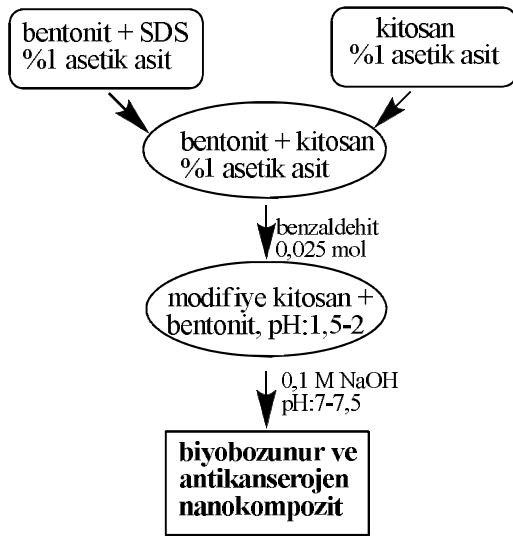 bentonit + SDS
%1 asetik asit
kitosan
%1 asetik asit
bentonit + kitosan
%1 asetik asit
benzaldehit
0,025 mol
modifiye kitosan +
bentonit, pH:1,5-2
0,1 M NaOH
pH:7-7,5
biyobozunur ve
antikanserojen
nanokompozit